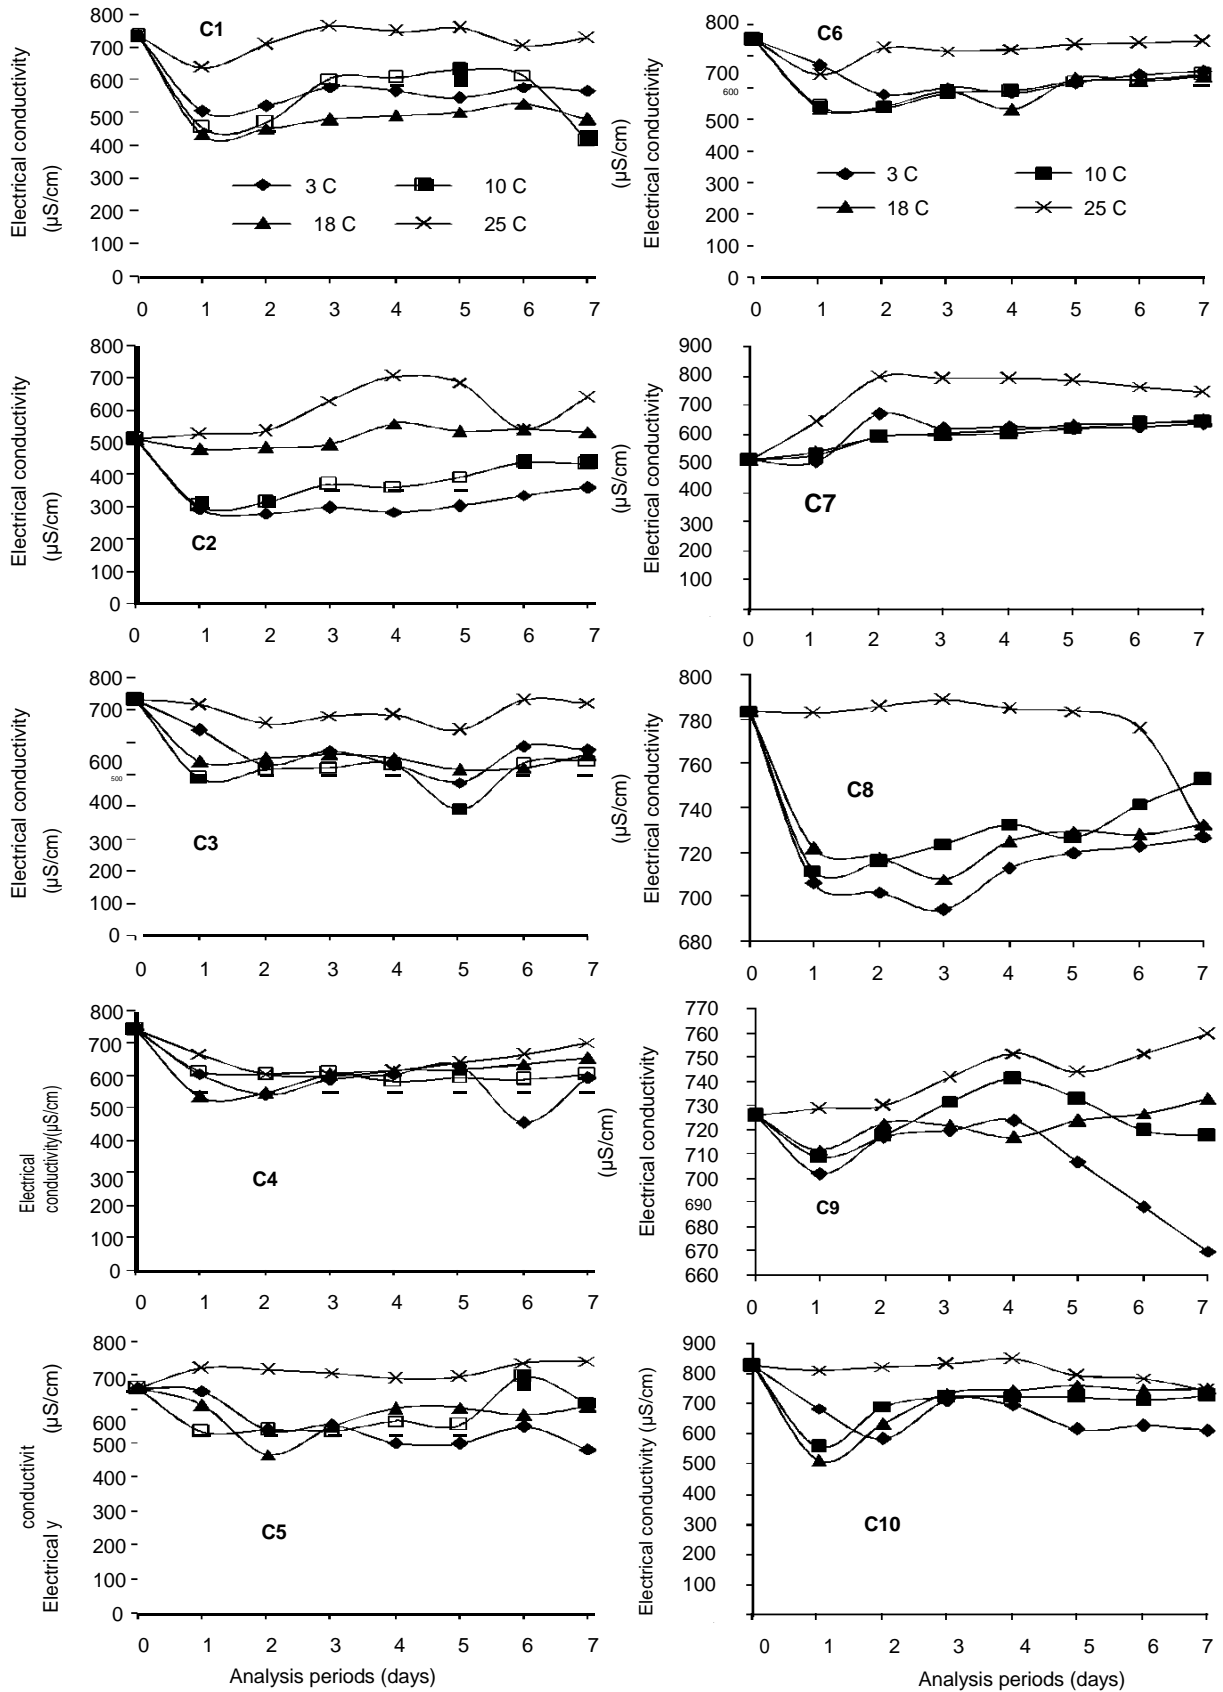 Electrical conductivity
(µS/cm)
800
700
600
500
400
300
200
100
0
C1
3 C
10 C
18 C
25 C
0 1 2 3 4 5 6 7
Electrical conductivity
(µS/cm)
800
700
600
600
500
400
300
200
100
0
C6
3 C
10 C
18 C
25 C
0 1 2 3 4 5 6 7
Electrical conductivity
(µS/cm)
800
700
600
500
400
300
200
100
0
C2
0 1 2 3 4 5 6 7
Electrical conductivity
(µS/cm)
900
800
700
600
500
400
300
200
100
C7
0 1 2 3 4 5 6 7
Electrical conductivity
(µS/cm)
800
700
600
500
400
300
200
100
0
C3
0 1 2 3 4 5 6 7
Electrical conductivity
(µS/cm)
800
780
760
740
720
700
680
C8
0 1 2 3 4 5 6 7
Electrical
conductivity(µS/cm)
800
700
600
500
400
300
200
100
0
C4
0 1 2 3 4 5 6 7
Electrical conductivity
(µS/cm)
770
760
750
740
730
720
710
700
690
680
670
660
C9
0 1 2 3 4 5 6 7
(µS/cm)
conductivit
Electrical y
800
700
600
500
400
300
200
100
0
C5
0 1 2 3 4 5 6 7
Analysis periods (days)
Electrical conductivity (µS/cm)
900
800
700
600
500
400
300
200
100
C10
0 1 2 3 4 5 6 7
Analysis periods (days)